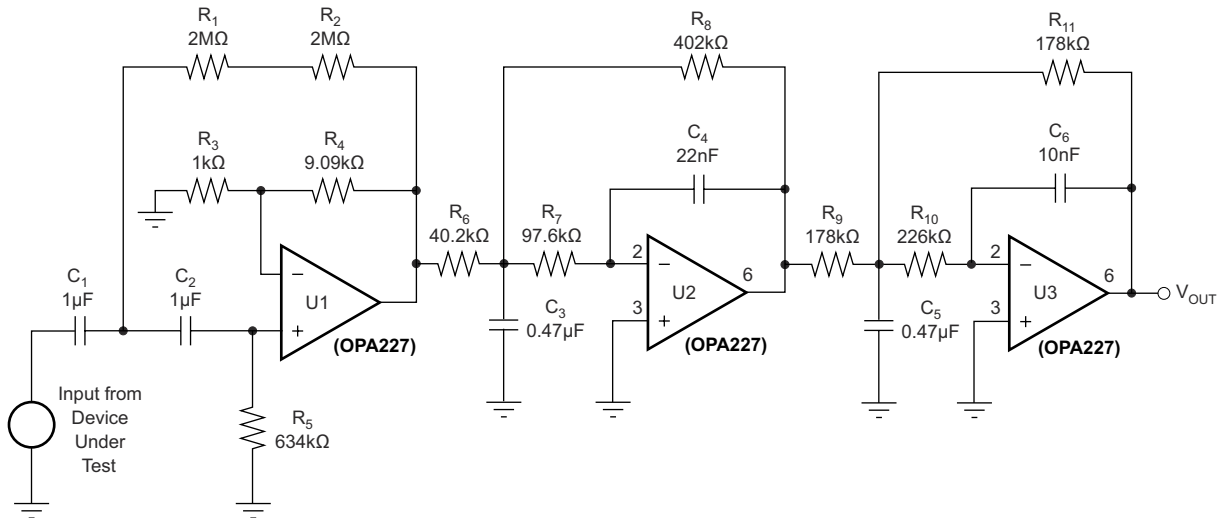 R1
2MΩ
R2
2MΩ
R3
1kΩ
R4
9.09kΩ
C1
1µF
C2
1µF
−
+
U1
(OPA227)
Input from
Device
Under
Test
R5
634kΩ
R6
40.2kΩ
R7
97.6kΩ
R8
402kΩ
C4
22nF
C3
0.47µF
2
3
6
−
+
U2
(OPA227)
R9
178kΩ
R10
226kΩ
R11
178kΩ
C6
10nF
C5
0.47µF
2
3
6
−
+
U3
(OPA227)
VOUT